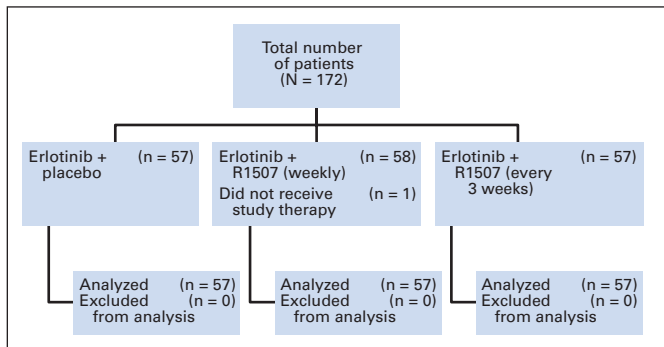 Total number
of patients
(N = 172)
Erlotinib + (n = 57)
placebo
Erlotinib + (n = 58)
R1507 (weekly)
Did not receive (n = 1)
study therapy
Erlotinib + (n = 57)
R1507 (every
3 weeks)
Analyzed (n = 57)
Excluded (n = 0)
from analysis
Analyzed (n = 57)
Excluded (n = 0)
from analysis
Analyzed (n = 57)
Excluded (n = 0)
from analysis